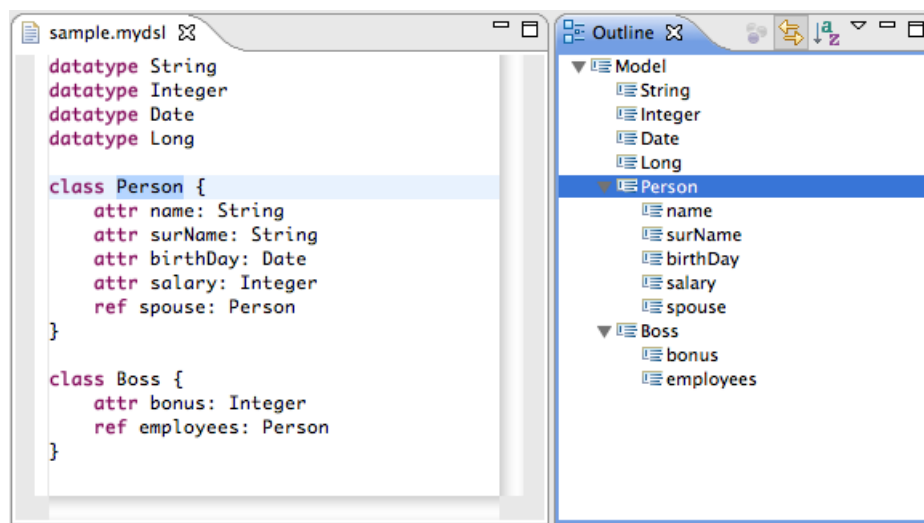 sample.mydsl
datatype String
datatype Integer
datatype Date
datatype Long
class Person {
    attr name: String
    attr surName: String
    attr birthDay: Date
    attr salary: Integer
    ref spouse: Person
}
class Boss {
    attr bonus: Integer
    ref employees: Person
}
Outline
a
z
Model
String
Integer
Date
Long
Person
name
surName
birthDay
salary
spouse
Boss
bonus
employees